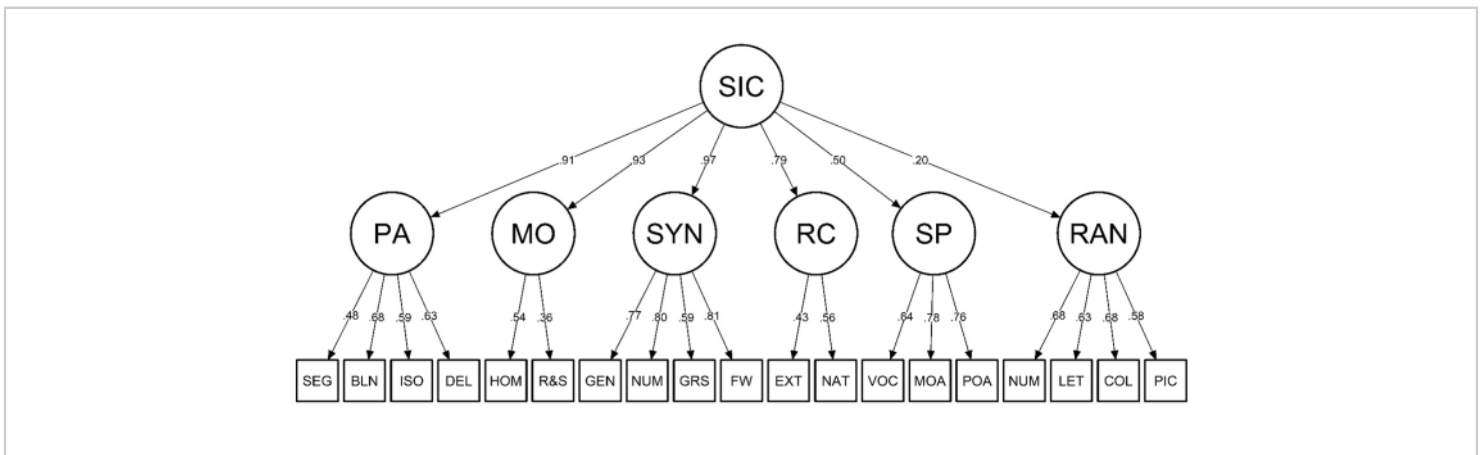 SIC
.91 .93 .97 .79 .50 .20
PA MO SYN RC SP RAN
.48 .68 .59 .63 .54 .36 .77 .80 .59 .81 .43 .56 .64 .78 .76 .68 .63 .68 .58
SEG BLN ISO DEL HOM R&S GEN NUM GRS FW EXT NAT VOC MOA POA NUM LET COL PIC